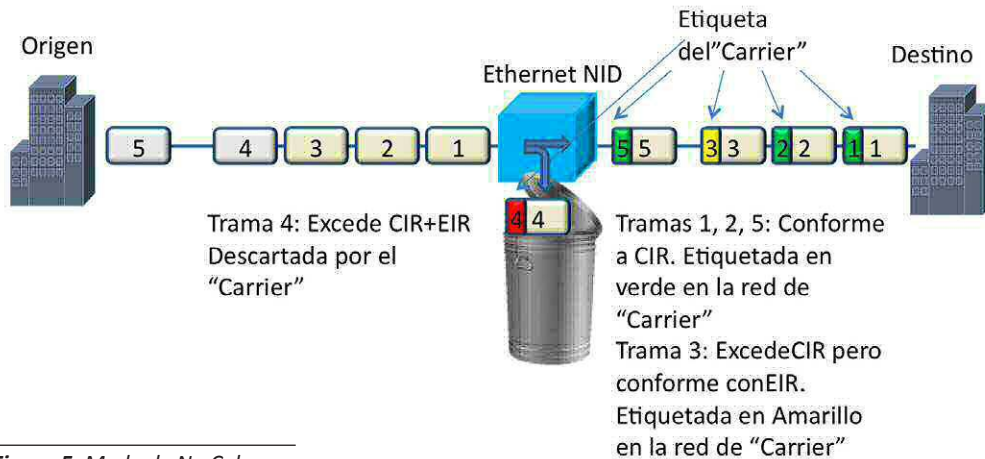 Etiqueta
del"Carrier"
Origen
Destino
Ethernet NID
5 4 3 2 1
5 5 3 3 2 2 1 1
4 4
Trama 4: Excede CIR+EIR
Descartada por el
"Carrier"
Tramas 1, 2, 5: Conforme
a CIR. Etiquetada en
verde en la red de
"Carrier"
Trama 3: ExcedeCIR pero
conforme conEIR.
Etiquetada en Amarillo
en la red de "Carrier"